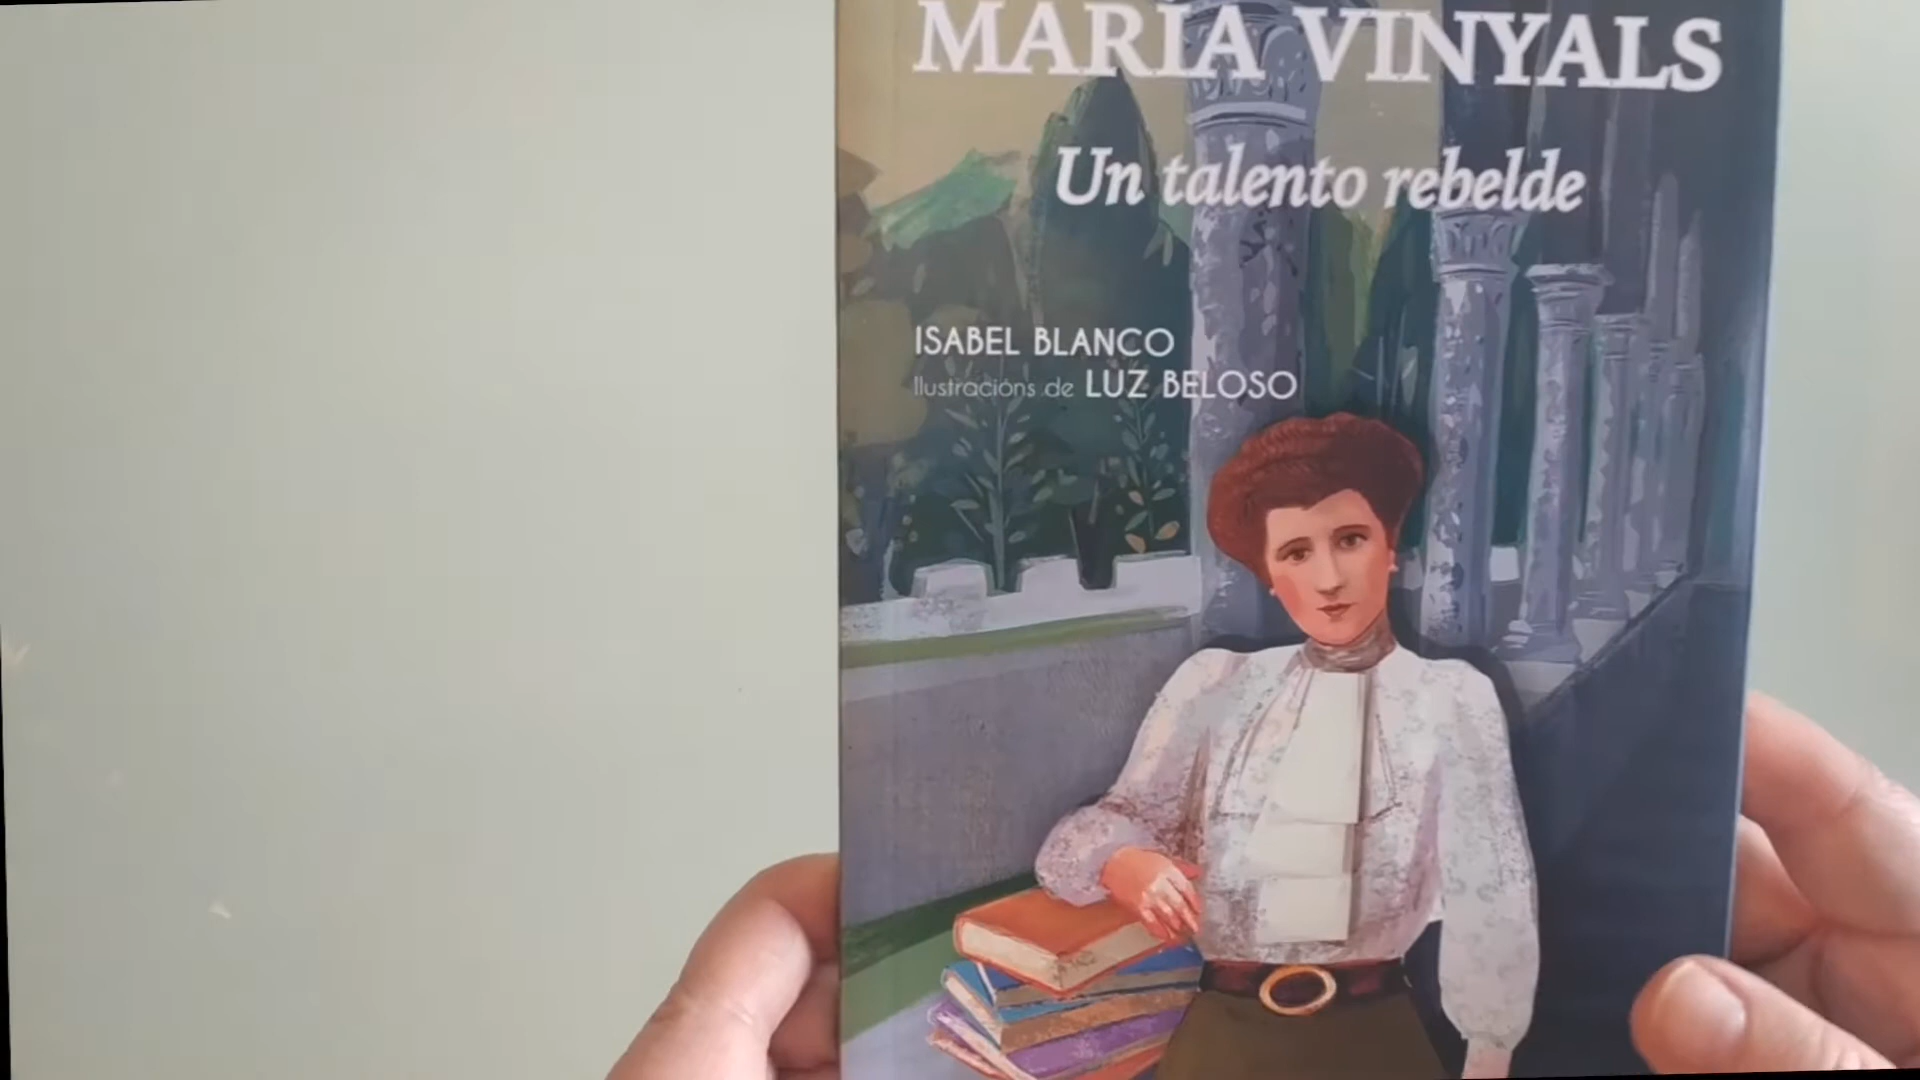 MARÍA VINYALS
Un talento rebelde
ISABEL BLANCO
Ilustracións de LUZ BELOSO